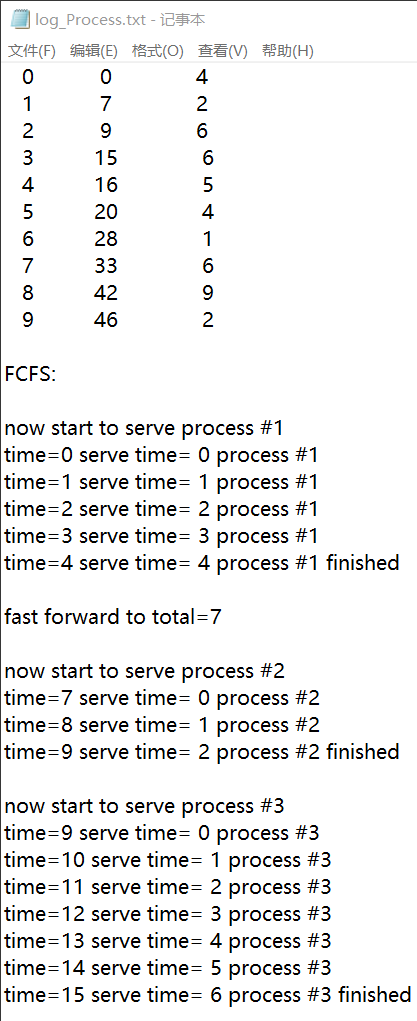 log_Process.txt - 记事本
文件(F) 编辑(E) 格式(O) 查看(V) 帮助(H)
0 0 4
1 7 2
2 9 6
3 15 6
4 16 5
5 20 4
6 28 1
7 33 6
8 42 9
9 46 2
FCFS:
now start to serve process #1
time=0 serve time= 0 process #1
time=1 serve time= 1 process #1
time=2 serve time= 2 process #1
time=3 serve time= 3 process #1
time=4 serve time= 4 process #1 finished
fast forward to total=7
now start to serve process #2
time=7 serve time= 0 process #2
time=8 serve time= 1 process #2
time=9 serve time= 2 process #2 finished
now start to serve process #3
time=9 serve time= 0 process #3
time=10 serve time= 1 process #3
time=11 serve time= 2 process #3
time=12 serve time= 3 process #3
time=13 serve time= 4 process #3
time=14 serve time= 5 process #3
time=15 serve time= 6 process #3 finished